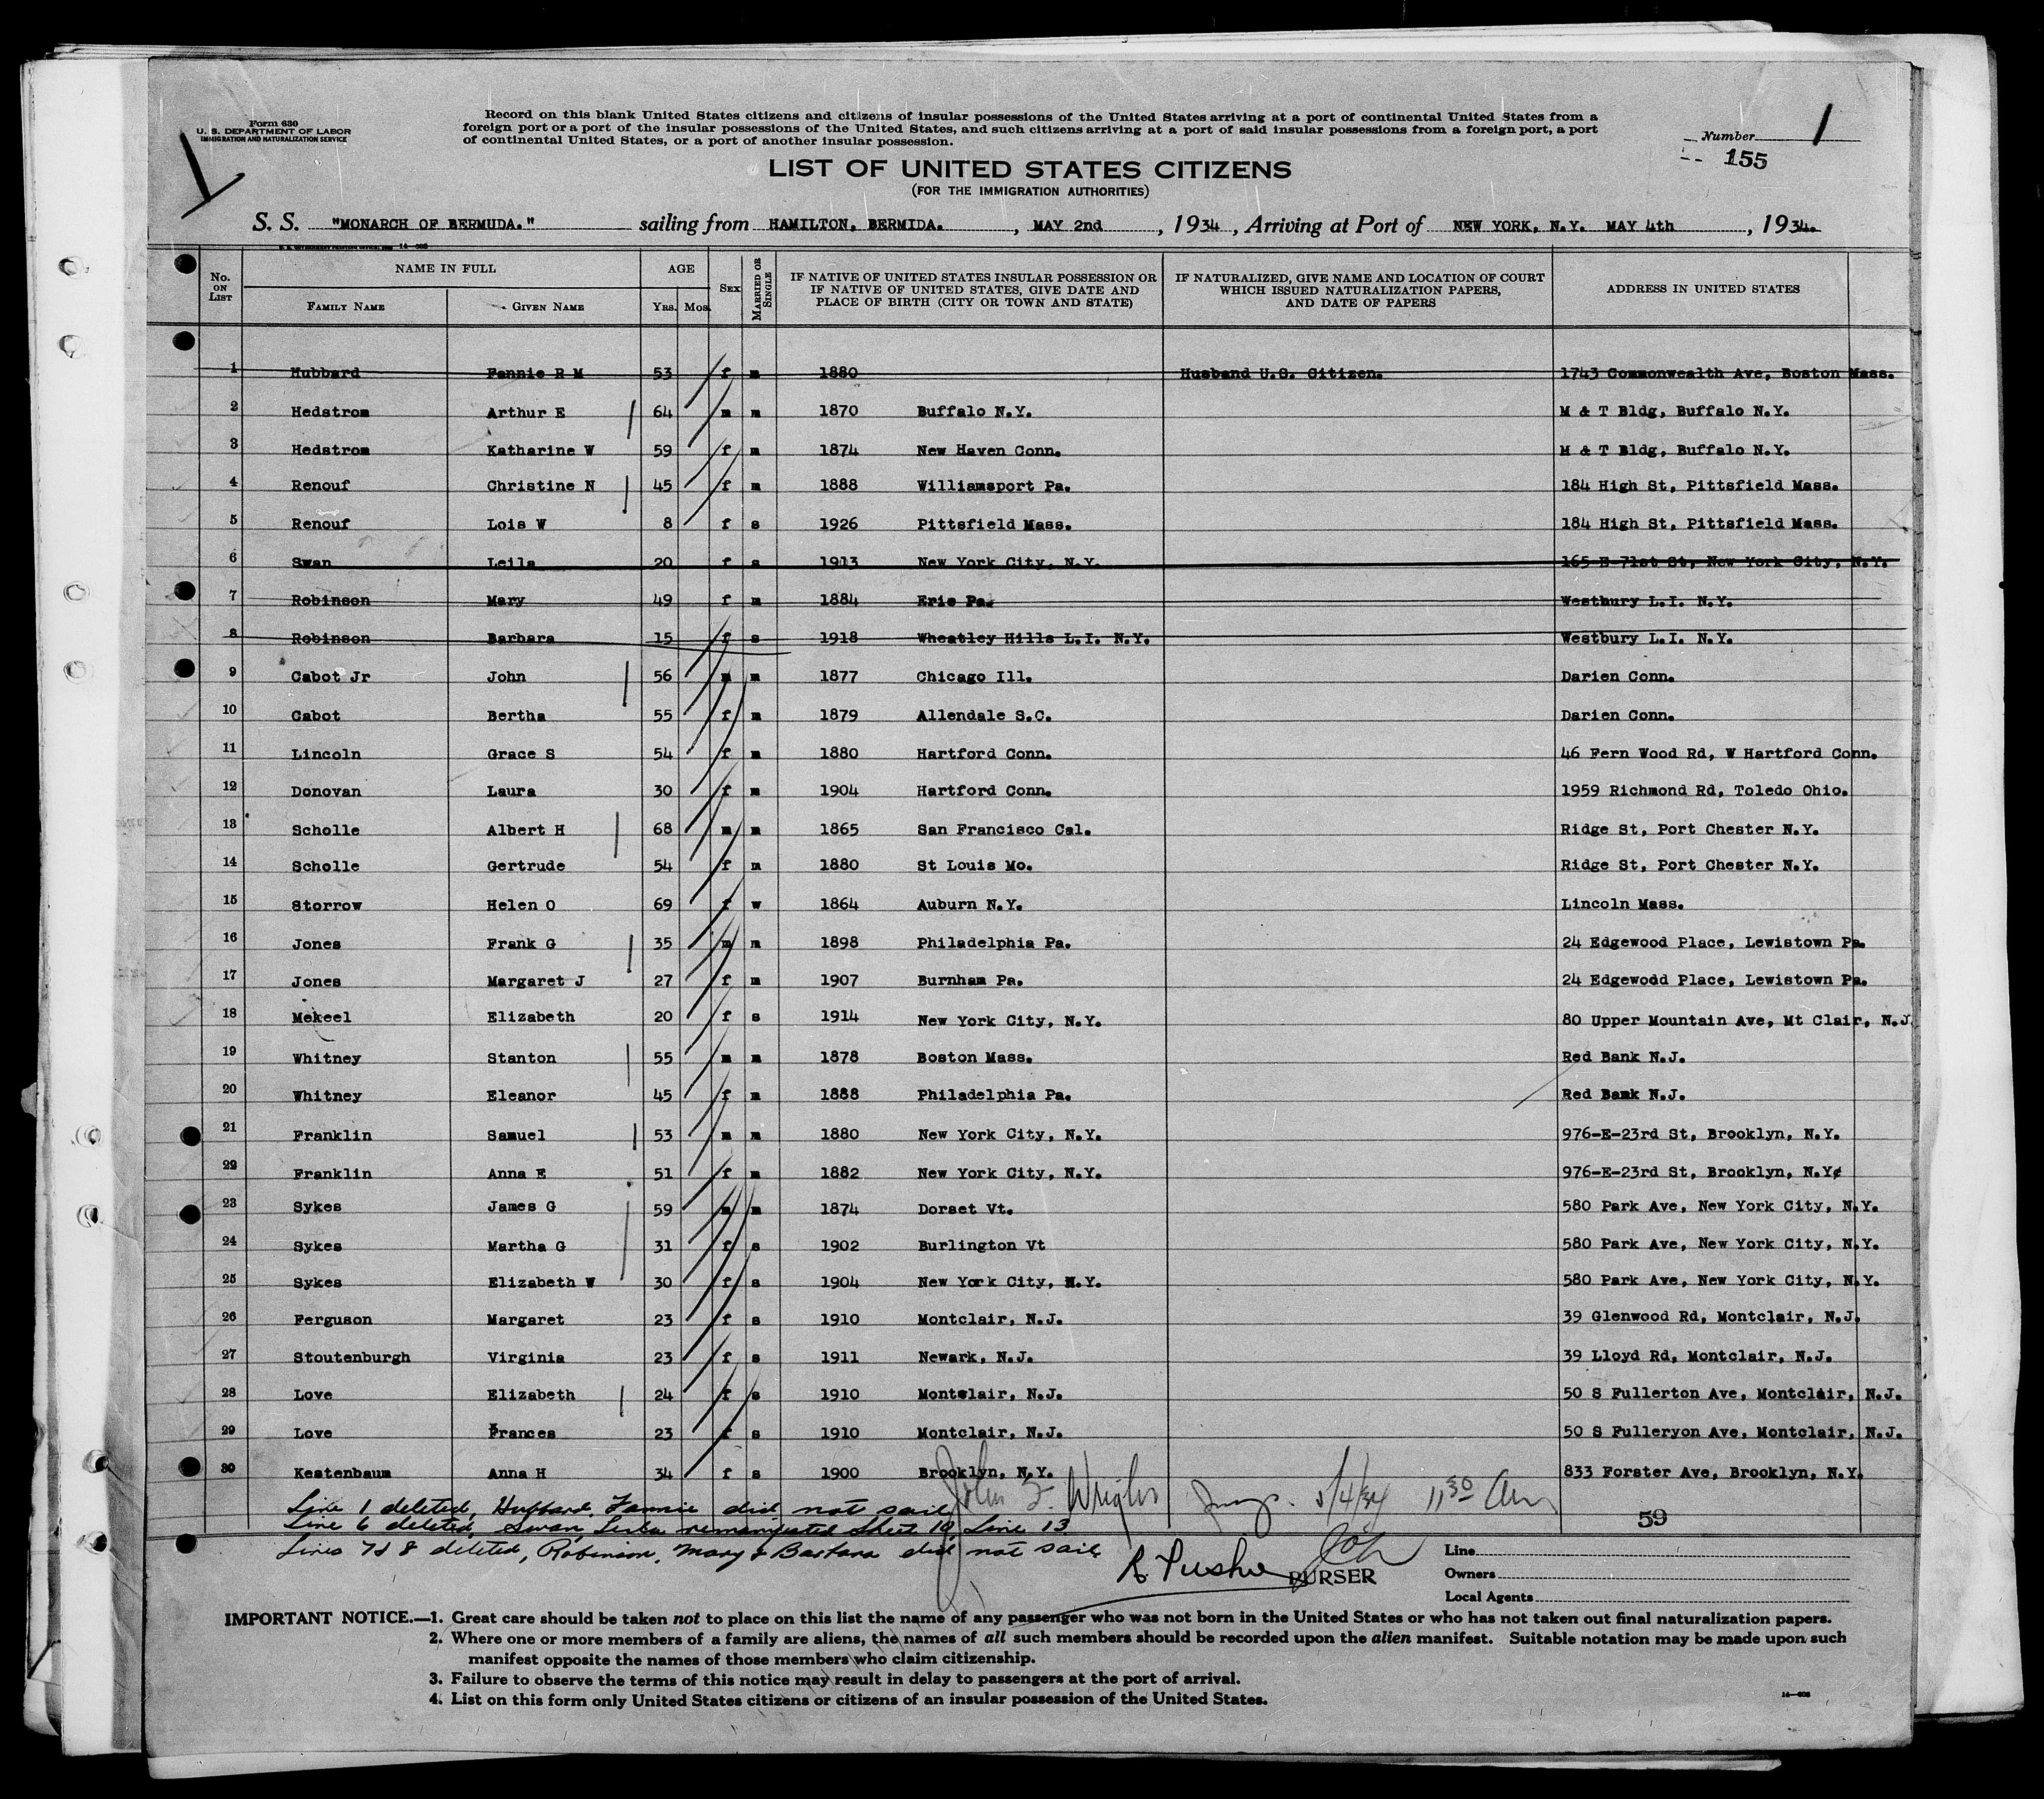 Form 630
U. S. DEPARTMENT OF LABOR
IMMIGRATION AND NATURALIZATION SERVICE
Record on this blank United States citizens and citizens of insular possessions of the United States arriving at a port of continental United States from a
foreign port or a port of the insular possessions of the United States, and such citizens arriving at a port of said insular possessions from a foreign port, a port
of continental United States, or a port of another insular possession.
Number 1
155
LIST OF UNITED STATES CITIZENS
(FOR THE IMMIGRATION AUTHORITIES)
S. S. "MONARCH OF BERMUDA." sailing from HAMILTON, BERMIDA. , MAY 2nd , 1934 , Arriving at Port of NEW YORK, N.Y. MAY 4th , 1934.
No. ON LIST NAME IN FULL FAMILY NAME GIVEN NAME AGE YRS. MOS. SEX MARRIED OR SINGLE IF NATIVE OF UNITED STATES INSULAR POSSESSION OR IF NATIVE OF UNITED STATES, GIVE DATE AND PLACE OF BIRTH (CITY OR TOWN AND STATE) IF NATURALIZED, GIVE NAME AND LOCATION OF COURT WHICH ISSUED NATURALIZATION PAPERS, AND DATE OF PAPERS ADDRESS IN UNITED STATES
1 Hubbard Fannie R M 53 f m 1880 Husband U.S. Citizen. 1743 Commonwealth Ave, Boston Mass.
2 Hedstrom Arthur E 64 m m 1870 Buffalo N.Y. M & T Bldg, Buffalo N.Y.
3 Hedstrom Katharine W 59 f m 1874 New Haven Conn. M & T Bldg, Buffalo N.Y.
4 Renouf Christine N 45 f m 1888 Williamsport Pa. 184 High St, Pittsfield Mass.
5 Renouf Lois W 8 f s 1926 Pittsfield Mass. 184 High St, Pittsfield Mass.
6 Swan Leila 20 f s 1913 New York City, N.Y. 165-E-71st St, New York City, N.Y.
7 Robinson Mary 49 f m 1884 Erie Pa. Westbury L.I. N.Y.
8 Robinson Barbara 15 f s 1918 Wheatley Hills L.I. N.Y. Westbury L.I. N.Y.
9 Cabot Jr John 56 m m 1877 Chicago Ill. Darien Conn.
10 Cabot Bertha 55 f m 1879 Allendale S.C. Darien Conn.
11 Lincoln Grace S 54 f m 1880 Hartford Conn. 46 Fern Wood Rd, W Hartford Conn.
12 Donovan Laura 30 f m 1904 Hartford Conn. 1959 Richmond Rd, Toledo Ohio.
13 Scholle Albert H 68 m m 1865 San Francisco Cal. Ridge St, Port Chester N.Y.
14 Scholle Gertrude 54 f m 1880 St Louis Mo. Ridge St, Port Chester N.Y.
15 Storrow Helen O 69 f w 1864 Auburn N.Y. Lincoln Mass.
16 Jones Frank G 35 m m 1898 Philadelphia Pa. 24 Edgewood Place, Lewistown Pa.
17 Jones Margaret J 27 f m 1907 Burnham Pa. 24 Edgewodd Place, Lewistown Pa.
18 Mekeel Elizabeth 20 f s 1914 New York City, N.Y. 80 Upper Mountain Ave, Mt Clair, N.J.
19 Whitney Stanton 55 m m 1878 Boston Mass. Red Bank N.J.
20 Whitney Eleanor 45 f m 1888 Philadelphia Pa. Red Bank N.J.
21 Franklin Samuel 53 m m 1880 New York City, N.Y. 976-E-23rd St, Brooklyn, N.Y.
22 Franklin Anna E 51 f m 1882 New York City, N.Y. 976-E-23rd St, Brooklyn, N.Y¢
23 Sykes James G 59 m m 1874 Dorset Vt. 580 Park Ave, New York City, N.Y.
24 Sykes Martha G 31 f s 1902 Burlington Vt 580 Park Ave, New York City, N.Y.
25 Sykes Elizabeth W 30 f s 1904 New York City, N.Y. 580 Park Ave, New York City, N.Y.
26 Ferguson Margaret 23 f s 1910 Montclair, N.J. 39 Glenwood Rd, Montclair, N.J.
27 Stoutenburgh Virginia 23 f s 1911 Newark, N.J. 39 Lloyd Rd, Montclair, N.J.
28 Love Elizabeth 24 f s 1910 Montclair, N.J. 50 S Fullerton Ave, Montclair, N.J.
29 Love Frances 23 f s 1910 Montclair, N.J. 50 S Fulleryon Ave, Montclair, N.J.
30 Kestenbaum Anna H 34 f s 1900 Brooklyn, N.Y. 833 Forster Ave, Brooklyn, N.Y.
Line 1 deleted, Hubbard, Fannie did not sail
John F. Wright 5/4/34 11 30 Am
Line 6 deleted, Swan, Leila remanifested sheet 10 Line 13
59
Lines 7 & 8 deleted, Robinson, Mary & Barbara did not sail
PURSER
Line
Owners
Local Agents
IMPORTANT NOTICE.—1. Great care should be taken not to place on this list the name of any passenger who was not born in the United States or who has not taken out final naturalization papers.
2. Where one or more members of a family are aliens, the names of all such members should be recorded upon the alien manifest. Suitable notation may be made upon such
manifest opposite the names of those members who claim citizenship.
3. Failure to observe the terms of this notice may result in delay to passengers at the port of arrival.
4. List on this form only United States citizens or citizens of an insular possession of the United States.